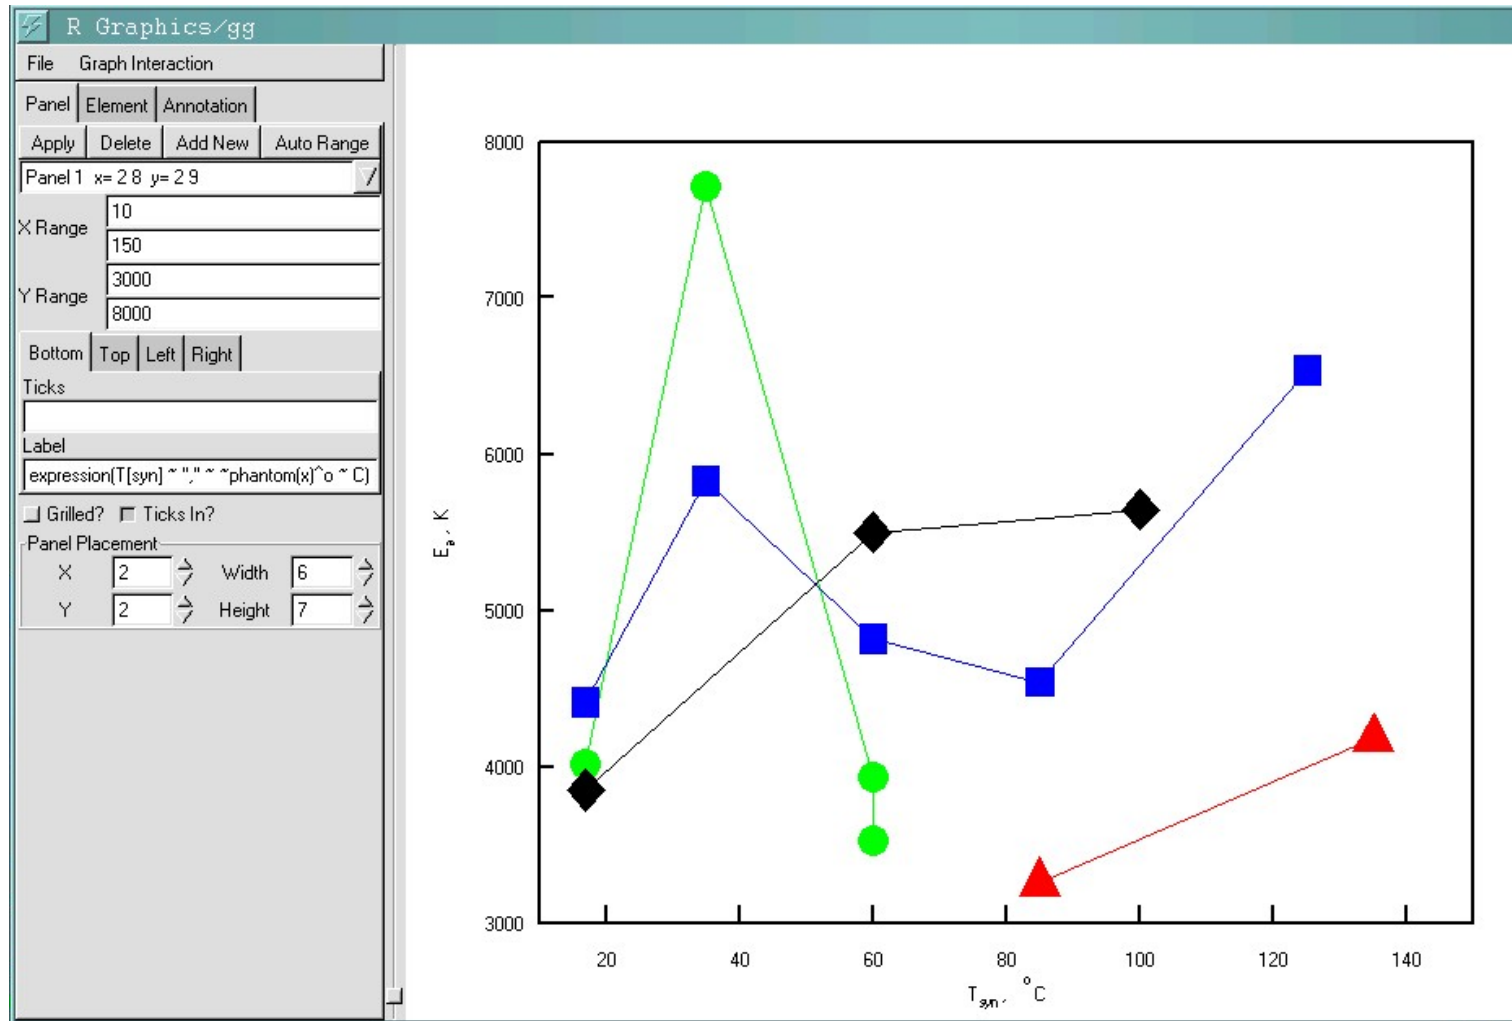 R Graphics/gg
File Graph Interaction
Panel Element Annotation
Apply Delete Add New Auto Range
Panel 1 x= 2 8 y= 2 9
X Range
10
150
Y Range
3000
8000
Bottom Top Left Right
Ticks
Label
expression(T[syn] ~ "," ~ ~phantom(x)^o ~ C)
Grilled? Ticks In?
Panel Placement
X 2 Width 6
Y 2 Height 7
8000
7000
6000
5000
4000
3000
E_a, K
20 40 60 80 100 120 140
T_syn, °C